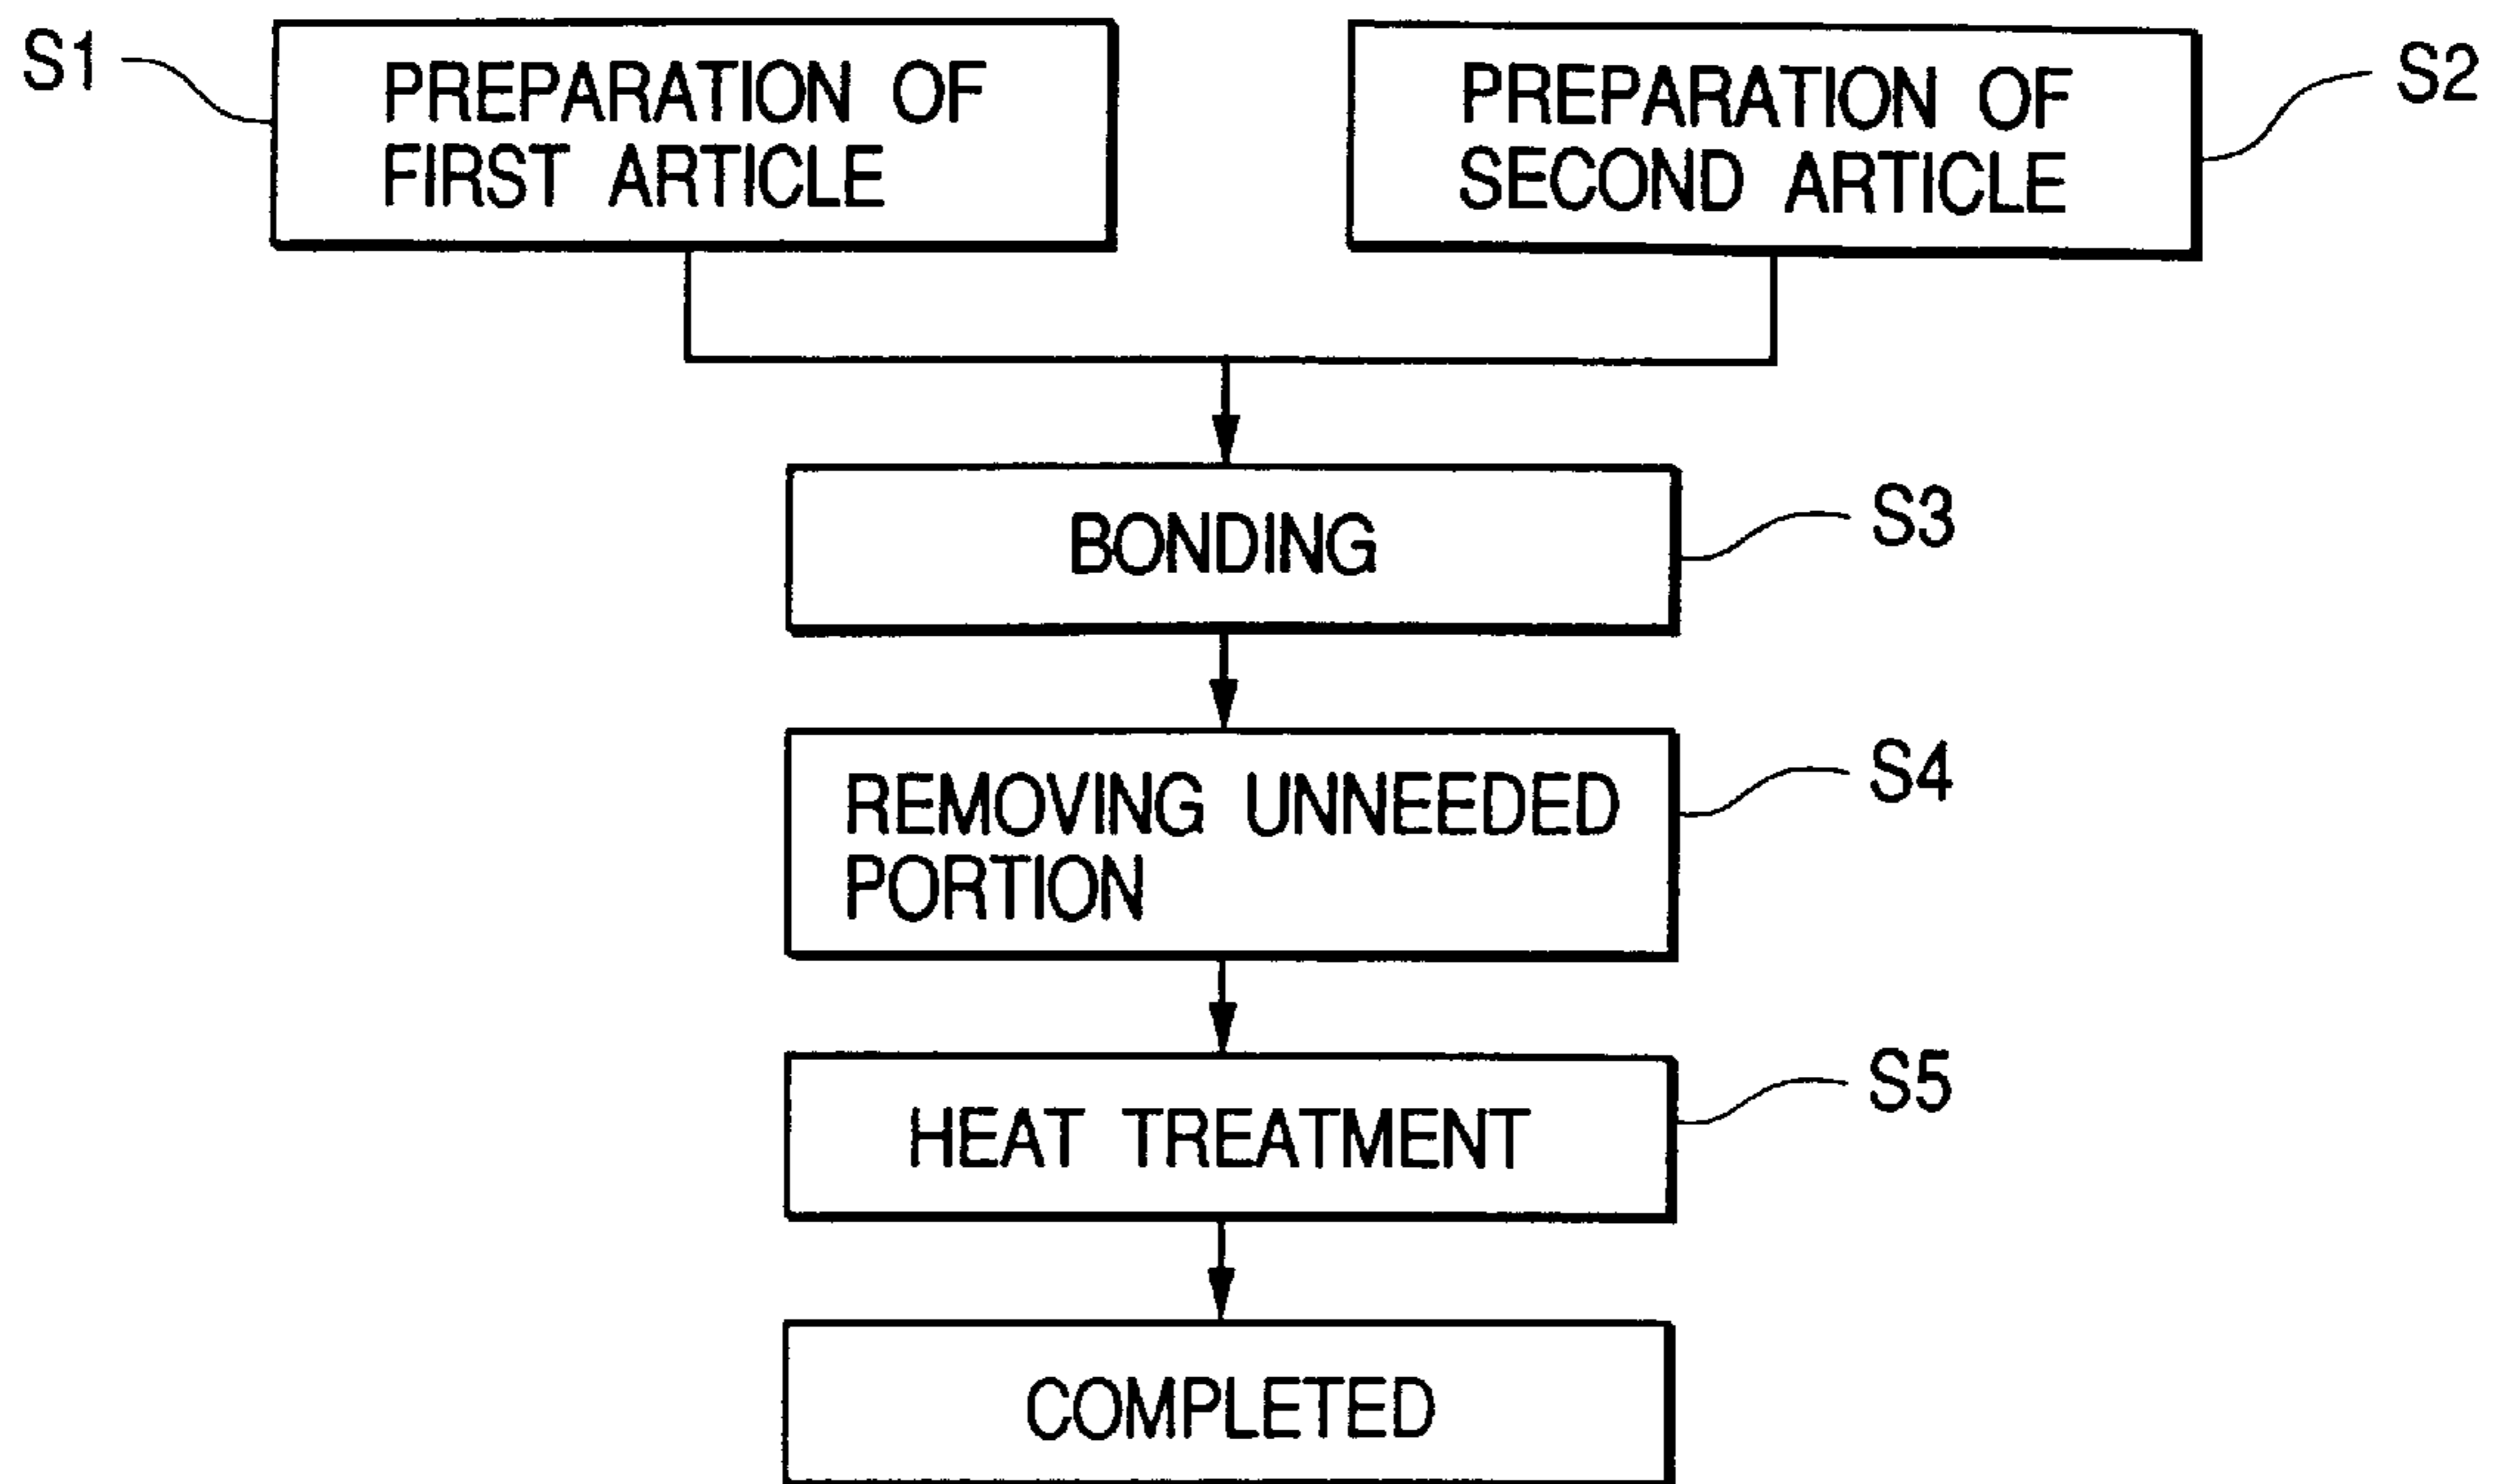 S1
PREPARATION OF
FIRST ARTICLE
PREPARATION OF
SECOND ARTICLE
S2
BONDING
S3
REMOVING UNNEEDED
PORTION
S4
HEAT TREATMENT
S5
COMPLETED